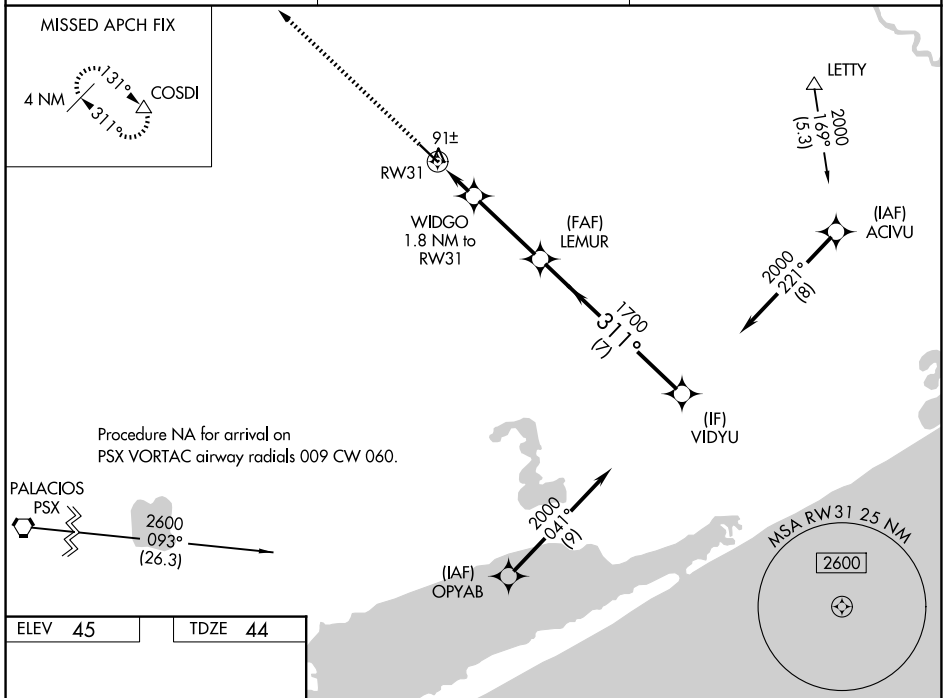 MISSED APCH FIX
4 NM
131°
COSDI
311°
91±
RW31
WIDGO
1.8 NM to
RW31
(FAF)
LEMUR
LETTY
2000
169°
(5.3)
(IAF)
ACIVU
2000
221°
(8)
1700
311°
(7)
(IF)
VIDYU
Procedure NA for arrival on
PSX VORTAC airway radials 009 CW 060.
PALACIOS
PSX
2600
093°
(26.3)
2000
041°
(9)
(IAF)
OPYAB
MSA RW31 25 NM
2600
ELEV 45
TDZE 44